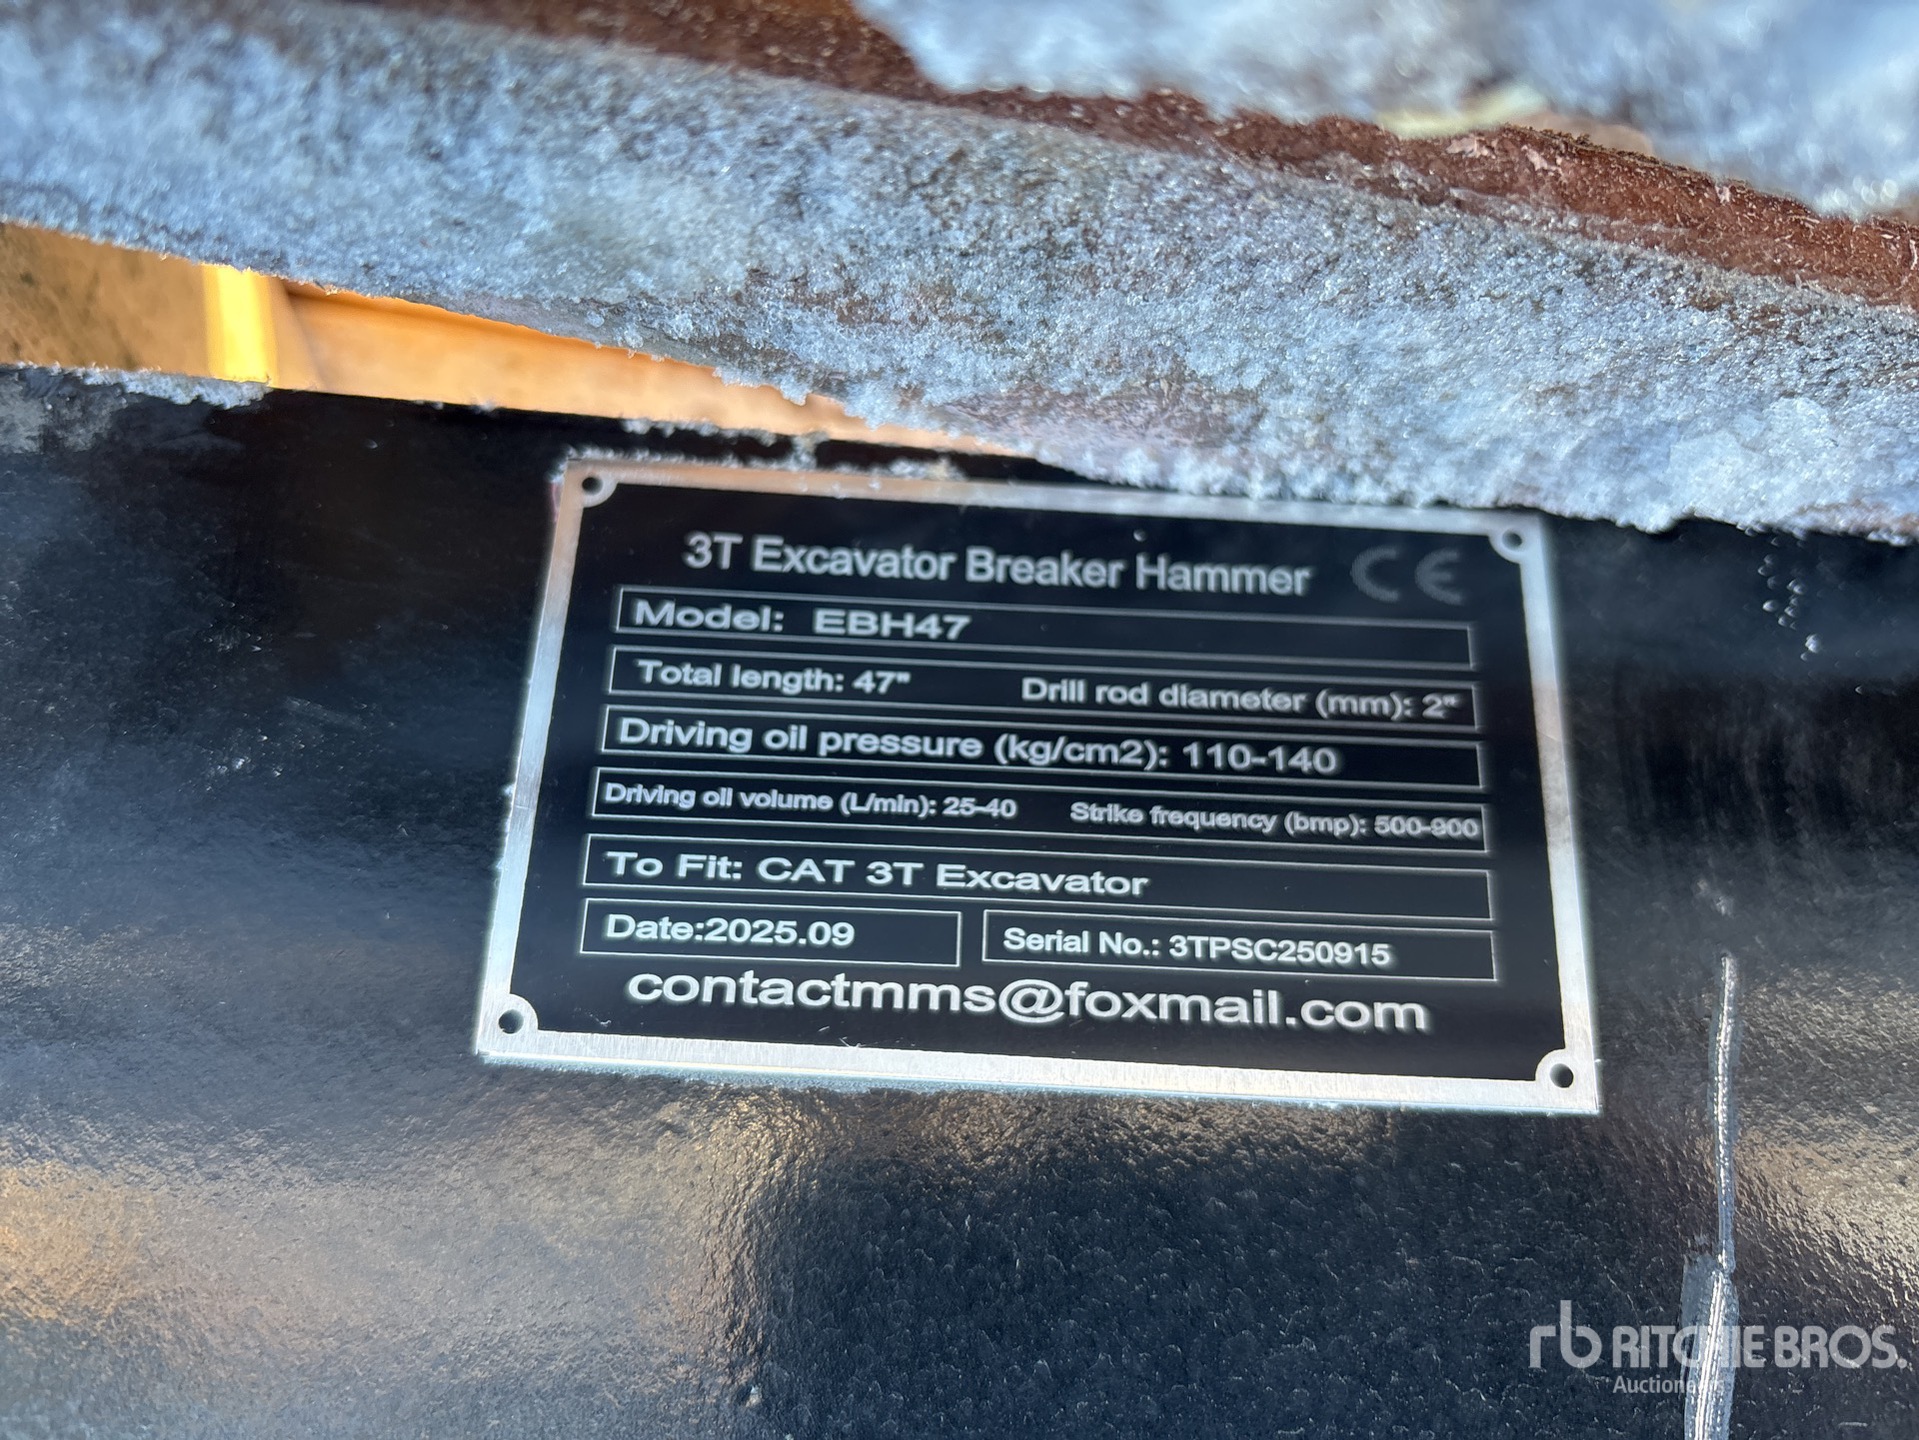 3T Excavator Breaker Hammer CE
Model: EBH47
Total length: 47" Drill rod diameter (mm): 2"
Driving oil pressure (kg/cm2): 110-140
Driving oil volume (L/min): 25-40 Strike frequency (bmp): 500-900
To Fit: CAT 3T Excavator
Date:2025.09 Serial No.: 3TPSC250915
contactmms@foxmail.com
rb RITCHIE BROS.
Auctioneers